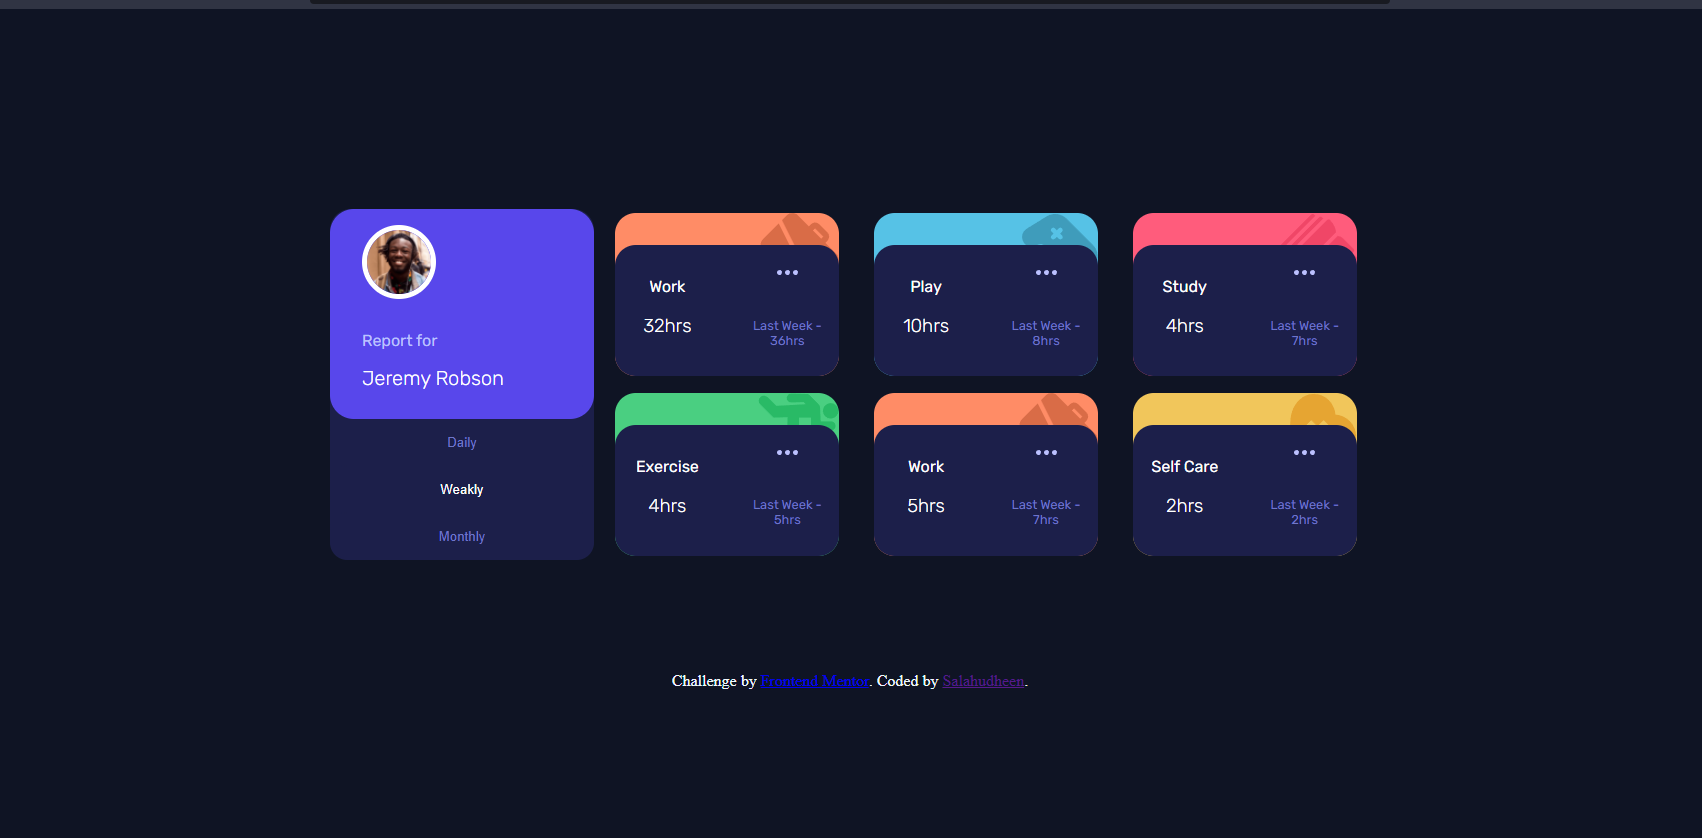 Report for
Jeremy Robson
Daily
Weakly
Monthly
Work
32hrs
Last Week -
36hrs
Play
10hrs
Last Week -
8hrs
Study
4hrs
Last Week -
7hrs
Exercise
4hrs
Last Week -
5hrs
Work
5hrs
Last Week -
7hrs
Self Care
2hrs
Last Week -
2hrs
Challenge by Frontend Mentor. Coded by Salahudheen.